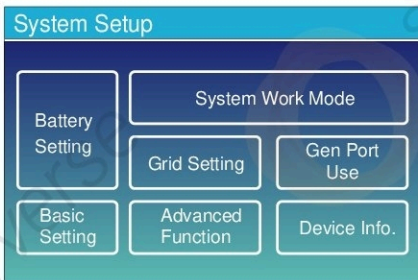 System Setup
Battery
Setting
System Work Mode
Grid Setting
Gen Port
Use
Basic
Setting
Advanced
Function
Device Info.